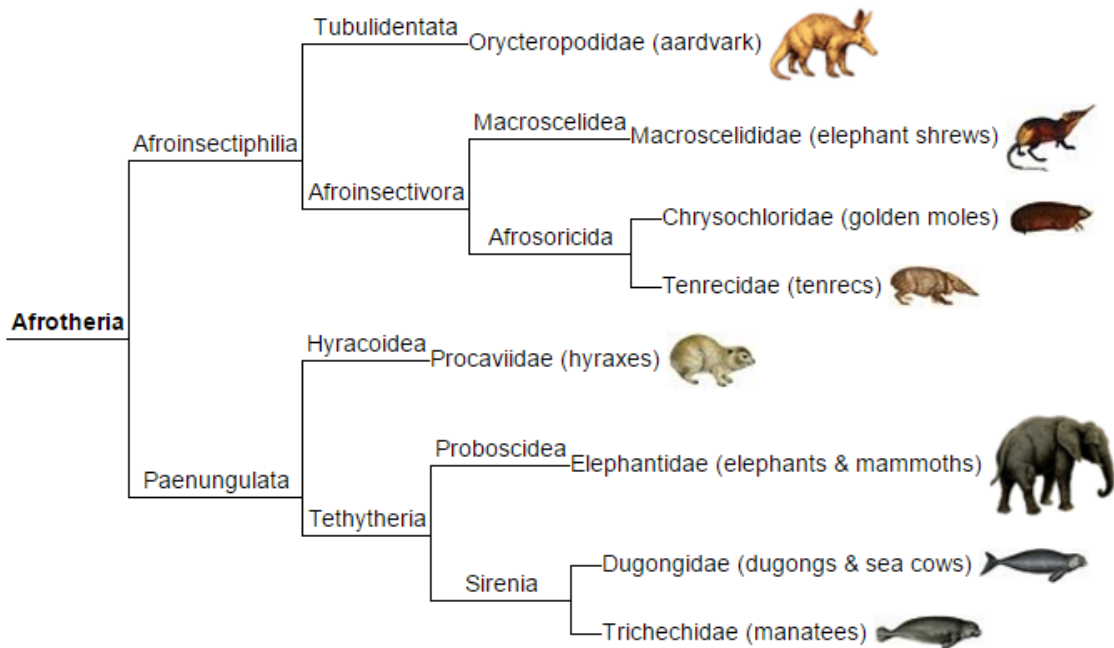 Tubulidentata
Orycteropodidae (aardvark)
Macroscelidea
Macroscelididae (elephant shrews)
Afroinsectiphilia
Afroinsectivora
Chrysochloridae (golden moles)
Afrosoricida
Tenrecidae (tenrecs)
Afrotheria
Hyracoidea
Procaviidae (hyraxes)
Proboscidea
Elephantidae (elephants & mammoths)
Paenungulata
Tethytheria
Dugongidae (dugongs & sea cows)
Sirenia
Trichechidae (manatees)